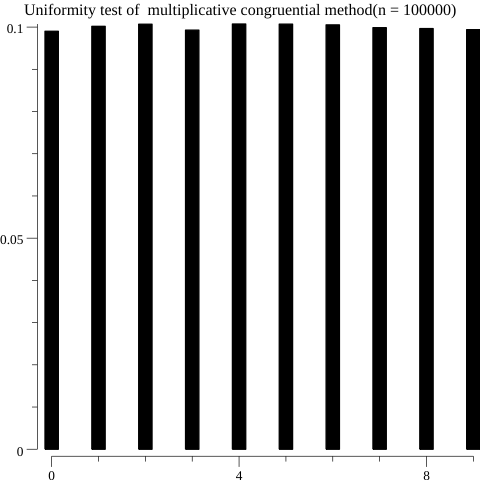 Uniformity test of  multiplicative congruential method(n = 100000)
0.1
0.05
0
0 4 8